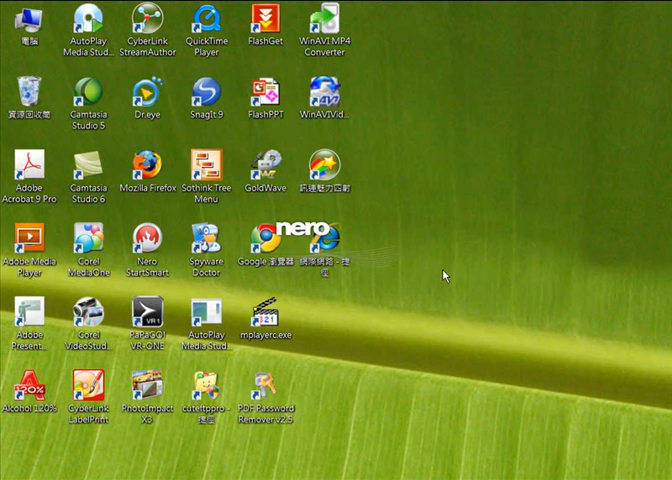 電腦
AutoPlay
Media Stud...
CyberLink
StreamAuthor
QuickTime
Player
FlashGet
WinAVI MP4
Converter
資源回收筒
Camtasia
Studio 5
Dr.eye
SnagIt 9
FlashPPT
WinAVIVid...
Adobe
Acrobat 9 Pro
Camtasia
Studio 6
Mozilla Firefox
Sothink Tree
Menu
GoldWave
訊連魅力四射
nero
Adobe Media
Player
Corel
MediaOne
Nero
StartSmart
Spyware
Doctor
Google 瀏覽器
網際網路 - 捷
徑
Adobe
Present...
Corel
VideoStud...
PaPaGO!
VR-ONE
AutoPlay
Media Stud...
mplayerc.exe
Alcohol 120%
CyberLink
LabelPrint
PhotoImpact
X3
cuteftppro -
捷徑
PDF Password
Remover v2.5